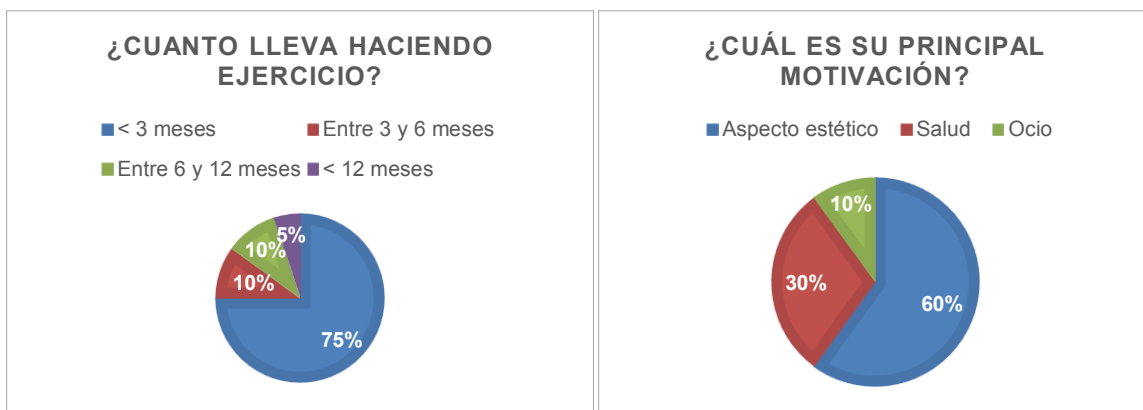 ¿CUANTO LLEVA HACIENDO
EJERCICIO?
< 3 meses
Entre 3 y 6 meses
Entre 6 y 12 meses
< 12 meses
5%
10%
10%
75%
¿CUÁL ES SU PRINCIPAL
MOTIVACIÓN?
Aspecto estético
Salud
Ocio
10%
30%
60%